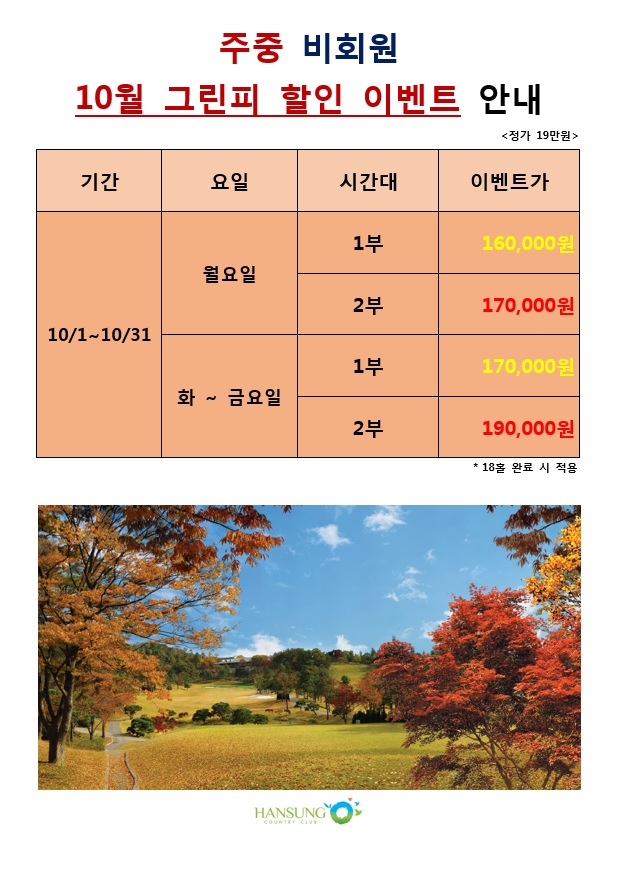 주중 비회원
10월 그린피 할인 이벤트 안내
<정가 19만원>
기간 요일 시간대 이벤트가
10/1~10/31
월요일
1부 160,000원
2부 170,000원
화 ~ 금요일
1부 170,000원
2부 190,000원
* 18홀 완료 시 적용
HANSUNG
COUNTRY CLUB